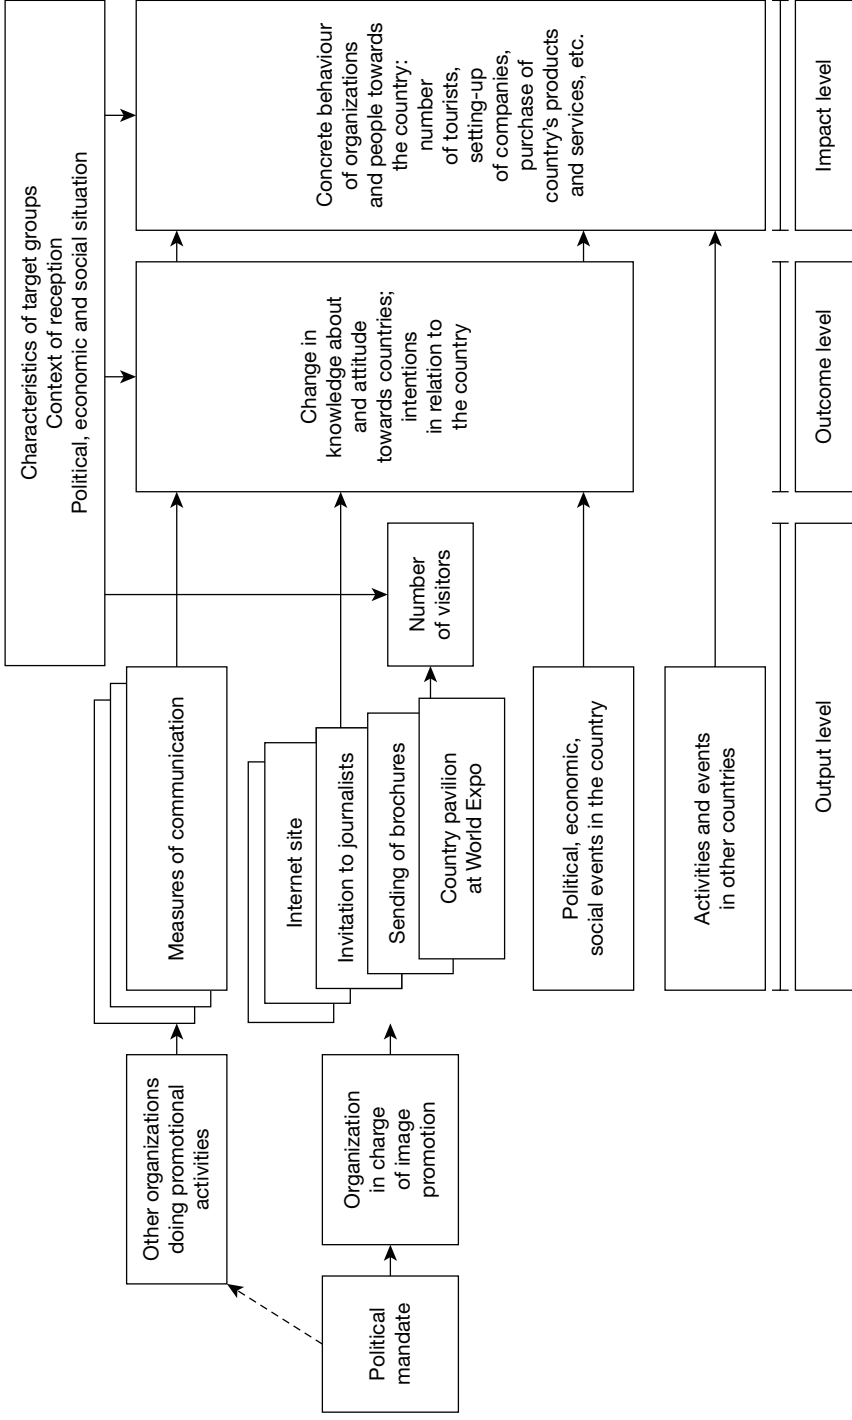 Characteristics of target groups
Context of reception
Political, economic and social situation
Political
mandate
Other organizations
doing promotional
activities
Organization
in charge
of image
promotion
Measures of communication
Internet site
Invitation to journalists
Sending of brochures
Country pavilion
at World Expo
Number
of visitors
Political, economic,
social events in the country
Activities and events
in other countries
Change in
knowledge about
and attitude
towards countries;
intentions
in relation to
the country
Concrete behaviour
of organizations
and people towards
the country:
number
of tourists,
setting-up
of companies,
purchase of
country's products
and services, etc.
Output level
Outcome level
Impact level